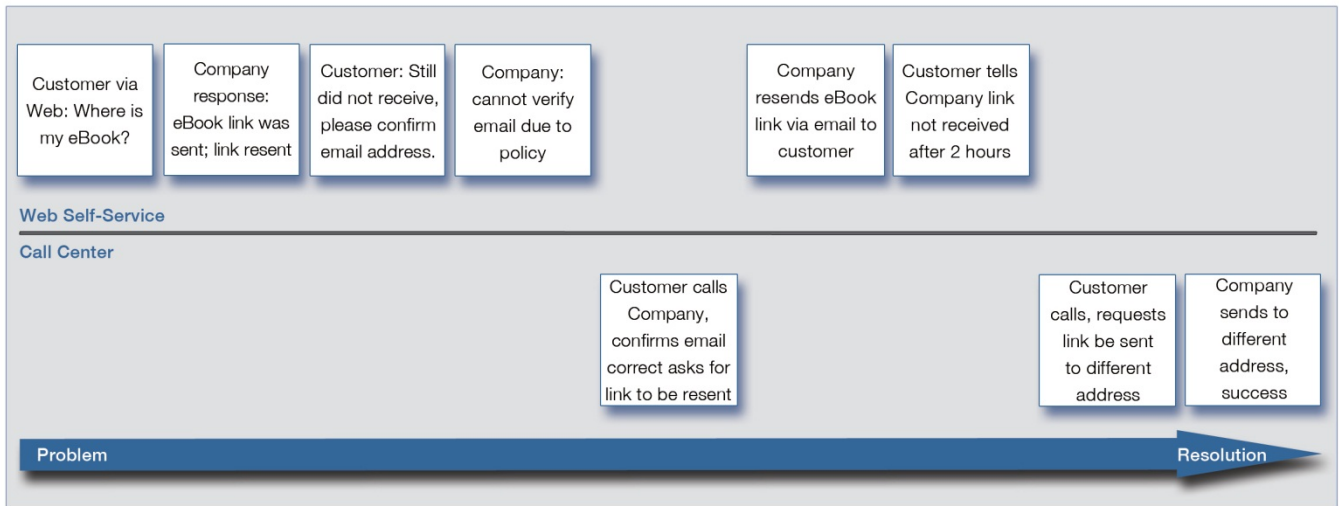 Customer via
Web: Where is
my eBook?
Company
response:
eBook link was
sent; link resent
Customer: Still
did not receive,
please confirm
email address.
Company:
cannot verify
email due to
policy
Company
resends eBook
link via email to
customer
Customer tells
Company link
not received
after 2 hours
Web Self-Service
Call Center
Customer calls
Company,
confirms email
correct asks for
link to be resent
Customer
calls, requests
link be sent
to different
address
Company
sends to
different
address,
success
Problem
Resolution